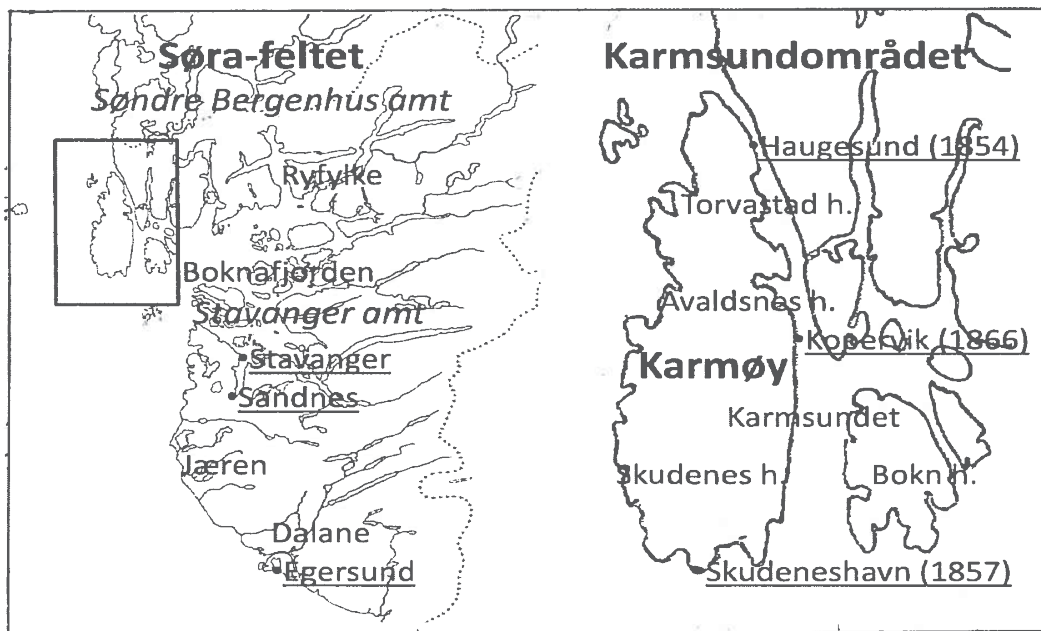 Søra-feltet
Søndre Bergenhus amt
Ryfylke
Boknafjorden
Stavanger amt
Stavanger
Sandnes
Jæren
Dalane
Egersund
Karmsundområdet
Haugesund (1854)
Torvastad h.
Avaldsnes h.
Kopervik (1866)
Karmøy
Karmsundet
Skudenes h.
Bokn h.
Skudeneshavn (1857)